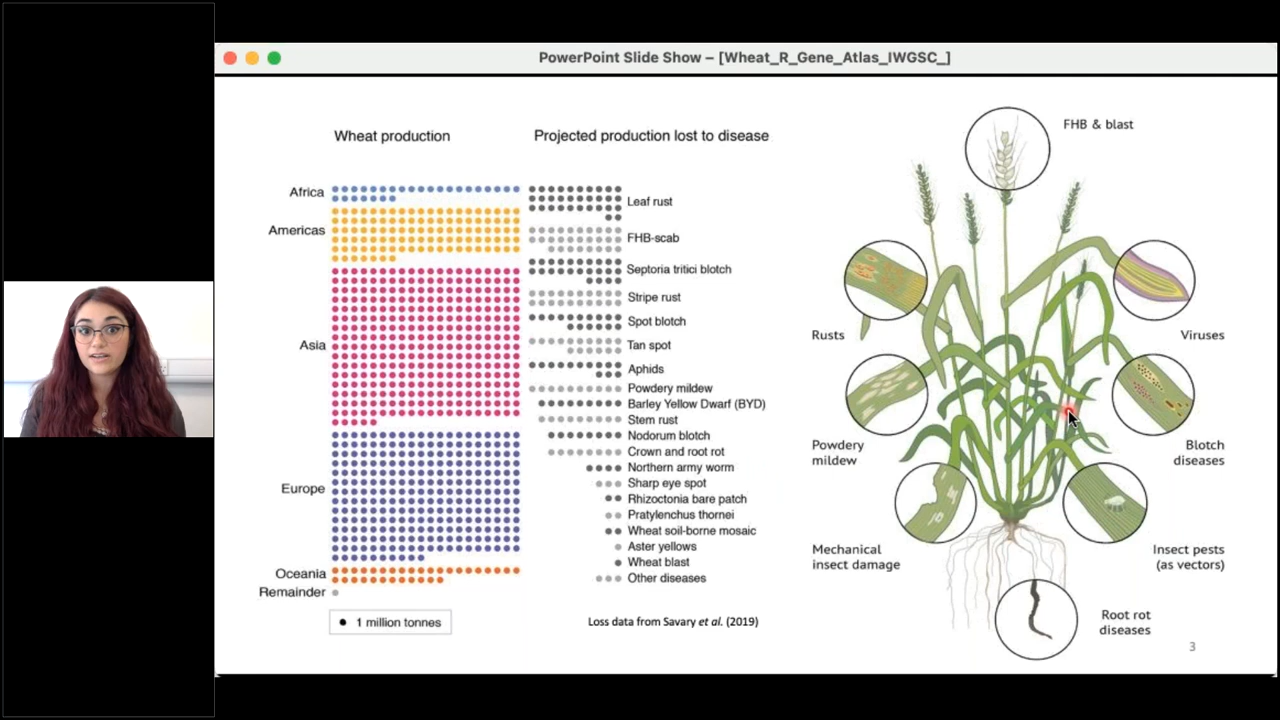 PowerPoint Slide Show – [Wheat_R_Gene_Atlas_IWGSC_]
Wheat production
Africa
Americas
Asia
Europe
Oceania
Remainder
1 million tonnes
Projected production lost to disease
Leaf rust
FHB-scab
Septoria tritici blotch
Stripe rust
Spot blotch
Tan spot
Aphids
Powdery mildew
Barley Yellow Dwarf (BYD)
Stem rust
Nodorum blotch
Crown and root rot
Northern army worm
Sharp eye spot
Rhizoctonia bare patch
Pratylenchus thornei
Wheat soil-borne mosaic
Aster yellows
Wheat blast
Other diseases
Loss data from Savary et al. (2019)
FHB & blast
Rusts
Viruses
Powdery
mildew
Blotch
diseases
Mechanical
insect damage
Insect pests
(as vectors)
Root rot
diseases
3